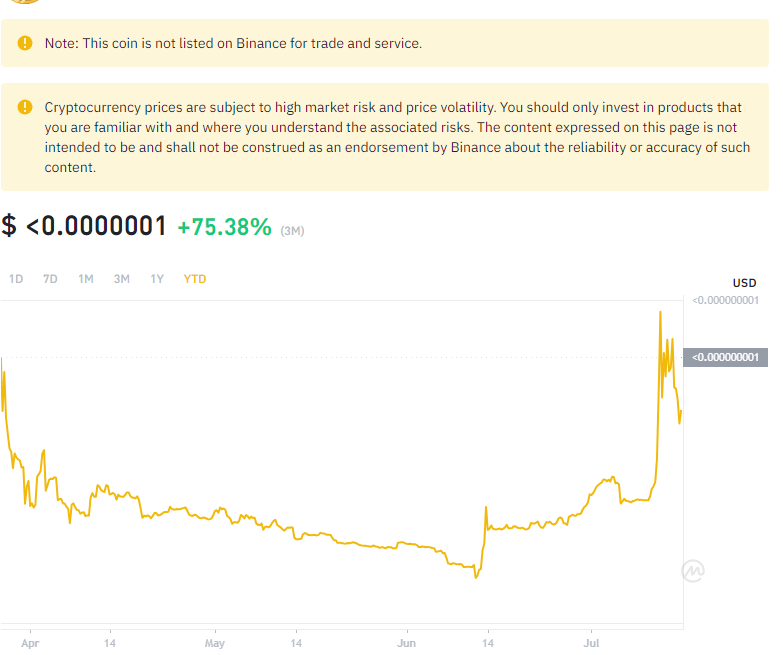 Note: This coin is not listed on Binance for trade and service.
Cryptocurrency prices are subject to high market risk and price volatility. You should only invest in products that
you are familiar with and where you understand the associated risks. The content expressed on this page is not
intended to be and shall not be construed as an endorsement by Binance about the reliability or accuracy of such
content.
$ <0.0000001 +75.38% (3M)
1D 7D 1M 3M 1Y YTD
USD
<0.000000001
<0.000000001
Apr 14 May 14 Jun 14 Jul